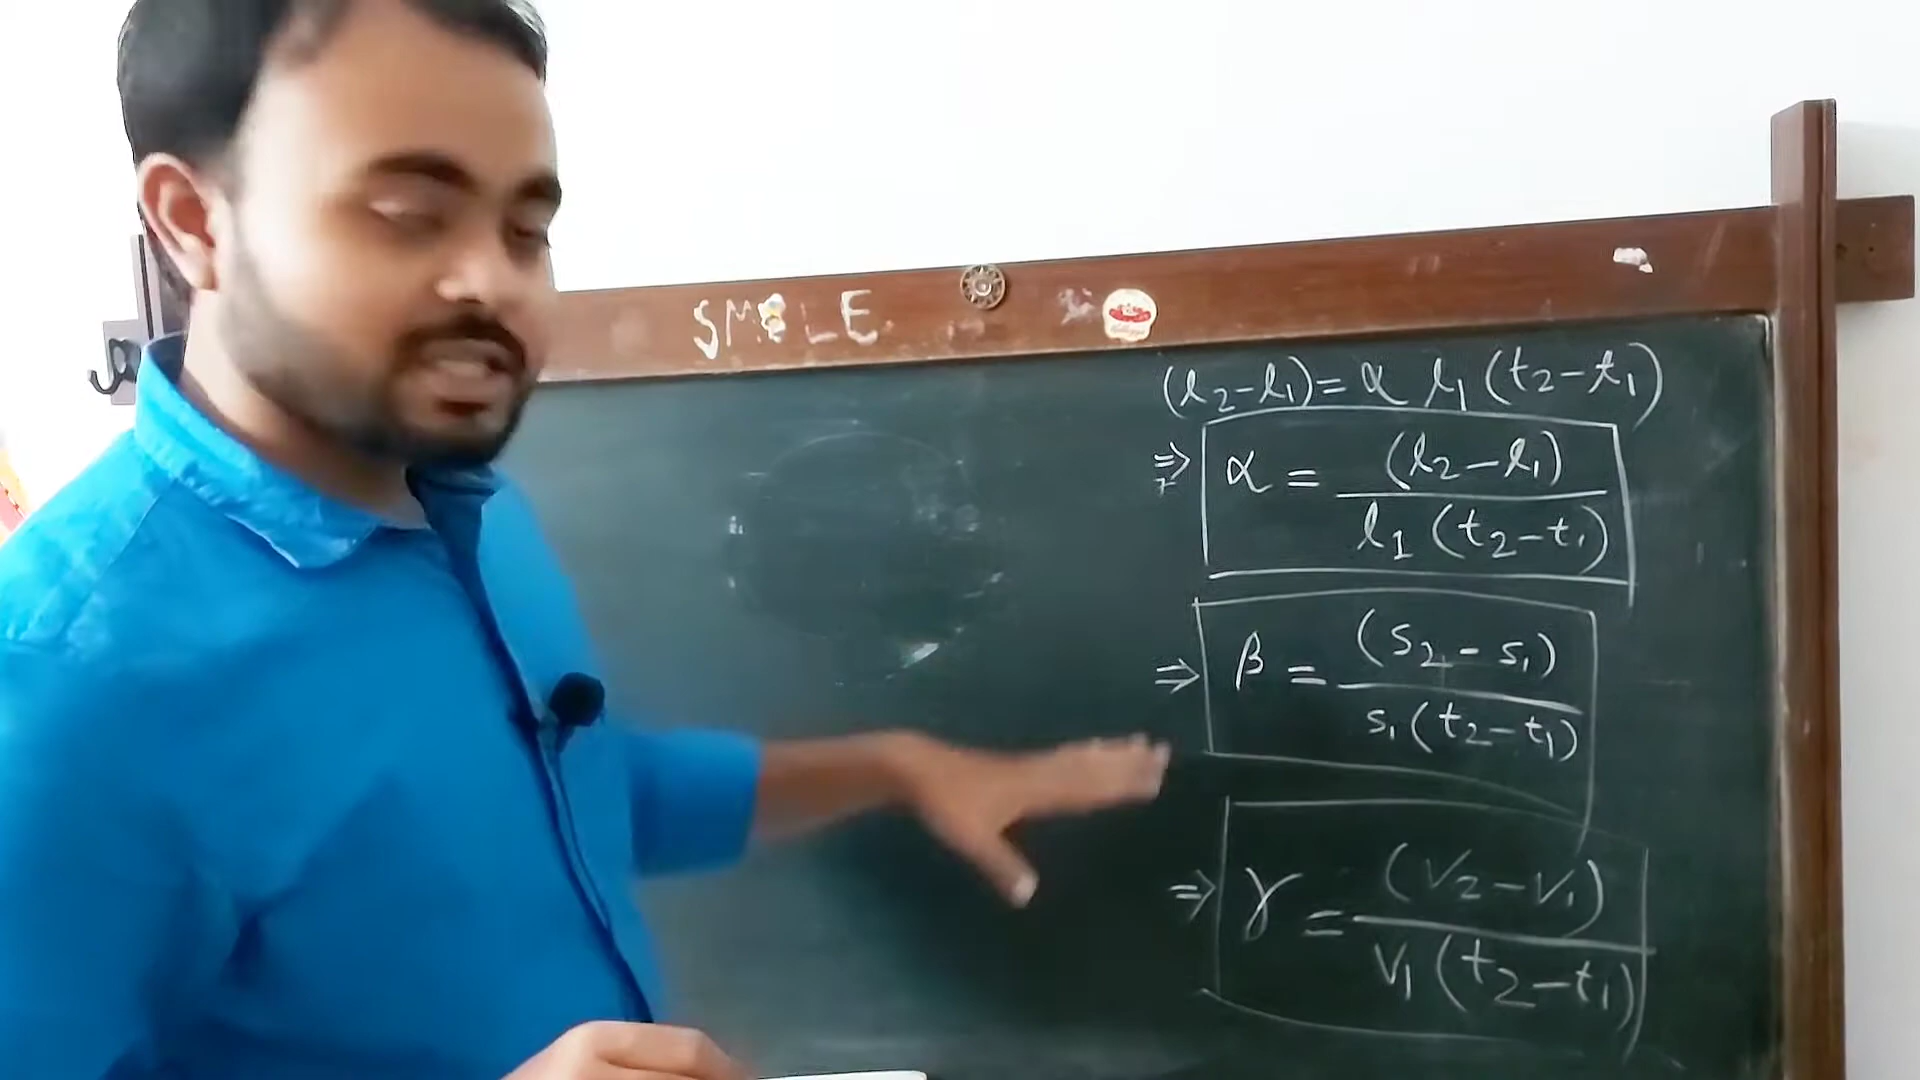 SMILE
Kellogg's
(l₂-l₁) = α l₁ (t₂-t₁)
⇒ α = (l₂-l₁) / l₁ (t₂-t₁)
⇒ β = (s₂-s₁) / s₁ (t₂-t₁)
⇒ γ = (v₂-v₁) / v₁ (t₂-t₁)